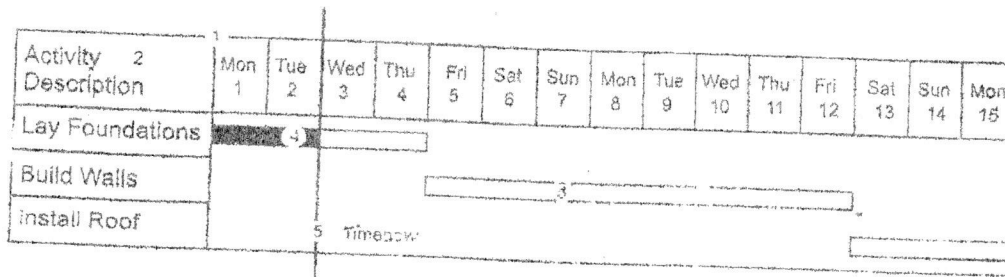 1
Activity 2
Description
Mon Tue Wed Thu Fri Sat Sun Mon Tue Wed Thu Fri Sat Sun Mon
1 2 3 4 5 6 7 8 9 10 11 12 13 14 15
Lay Foundations
4
Build Walls
3
Install Roof
5 Timenow